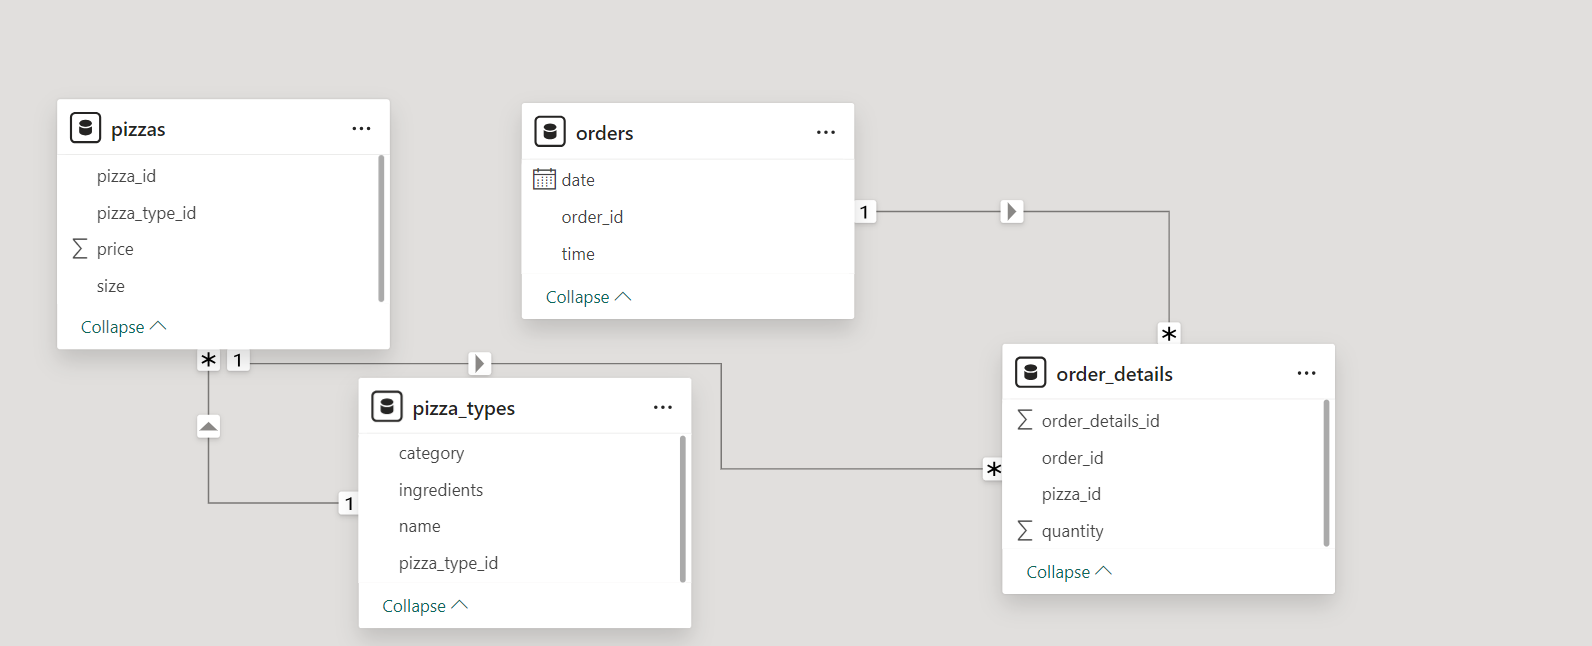 pizzas
pizza_id
pizza_type_id
price
size
Collapse
orders
date
order_id
time
Collapse
1
*
* 1
1
*
pizza_types
category
ingredients
name
pizza_type_id
Collapse
order_details
order_details_id
order_id
pizza_id
quantity
Collapse